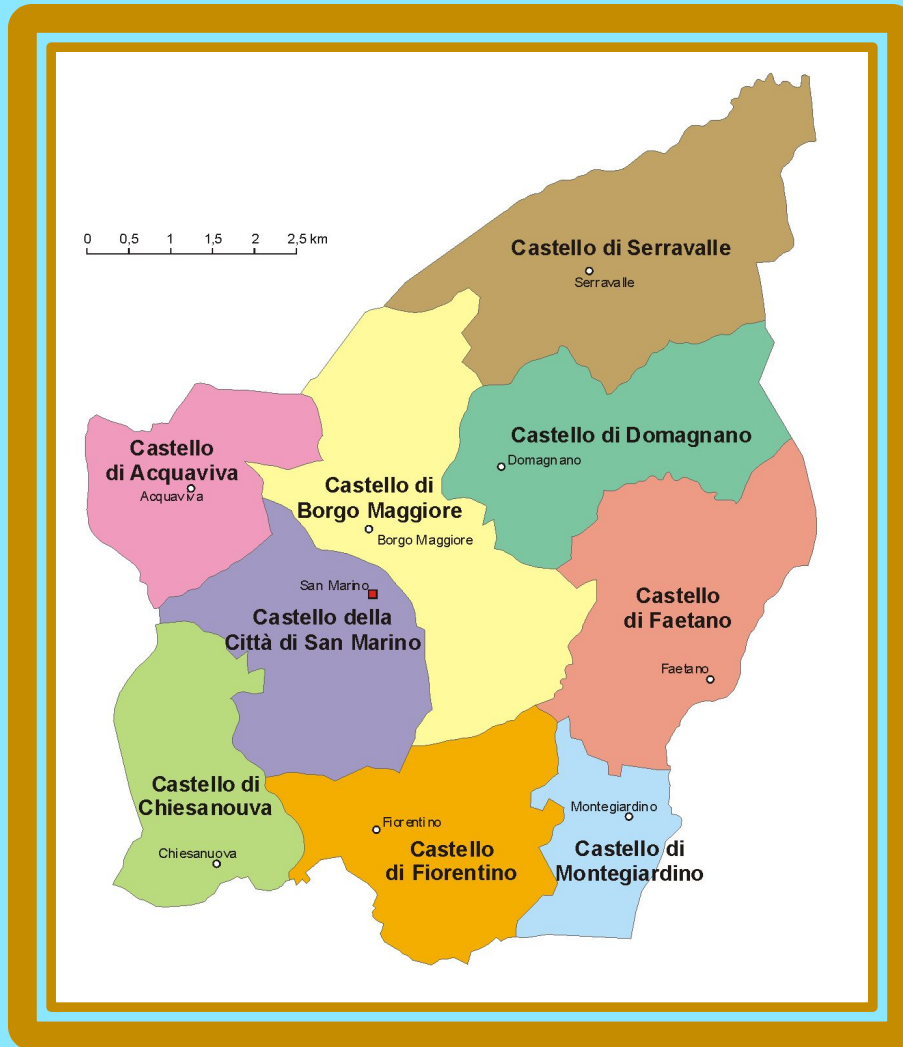 Castello di Serravalle
Serravalle
0 0,5 1 1,5 2 2,5 km
Castello di Domagnano
Domagnano
Castello
di Acquaviva
Acquaviva
Castello di
Borgo Maggiore
Borgo Maggiore
San Marino
Castello della
Città di San Marino
Castello
di Faetano
Faetano
Castello di
Chiesanouva
Chiesanuova
Fiorentino
Castello
di Fiorentino
Montegiardino
Castello di
Montegiardino